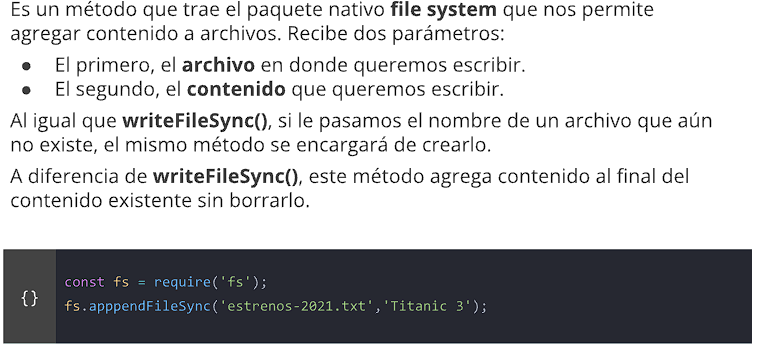 Es un método que trae el paquete nativo file system que nos permite
agregar contenido a archivos. Recibe dos parámetros:
● El primero, el archivo en donde queremos escribir.
● El segundo, el contenido que queremos escribir.
Al igual que writeFileSync(), si le pasamos el nombre de un archivo que aún
no existe, el mismo método se encargará de crearlo.
A diferencia de writeFileSync(), este método agrega contenido al final del
contenido existente sin borrarlo.
{}
const fs = require('fs');
fs.apppendFileSync('estrenos-2021.txt','Titanic 3');